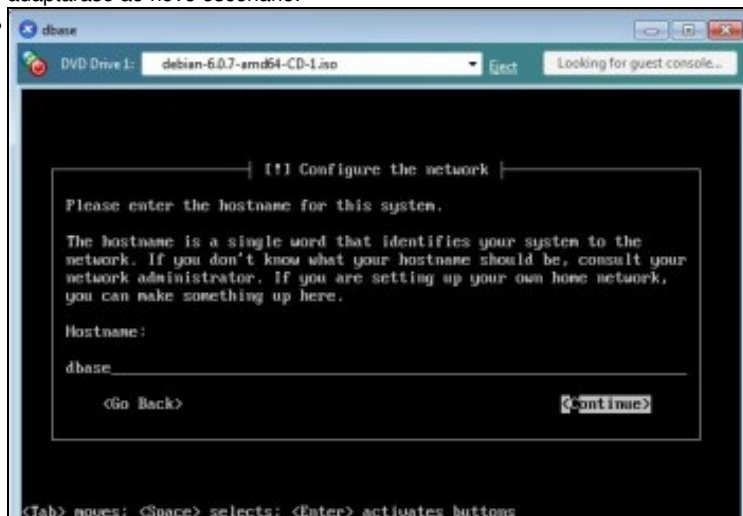 adaptarase ao novo escenario.
dbase
DVD Drive 1: debian-6.0.7-amd64-CD-1.iso Eject Looking for guest console...
[!] Configure the network
Please enter the hostname for this system.
The hostname is a single word that identifies your system to the
network. If you don't know what your hostname should be, consult your
network administrator. If you are setting up your own home network,
you can make something up here.
Hostname:
dbase
<Go Back> <Continue>
<Tab> moves; <Space> selects; <Enter> activates buttons